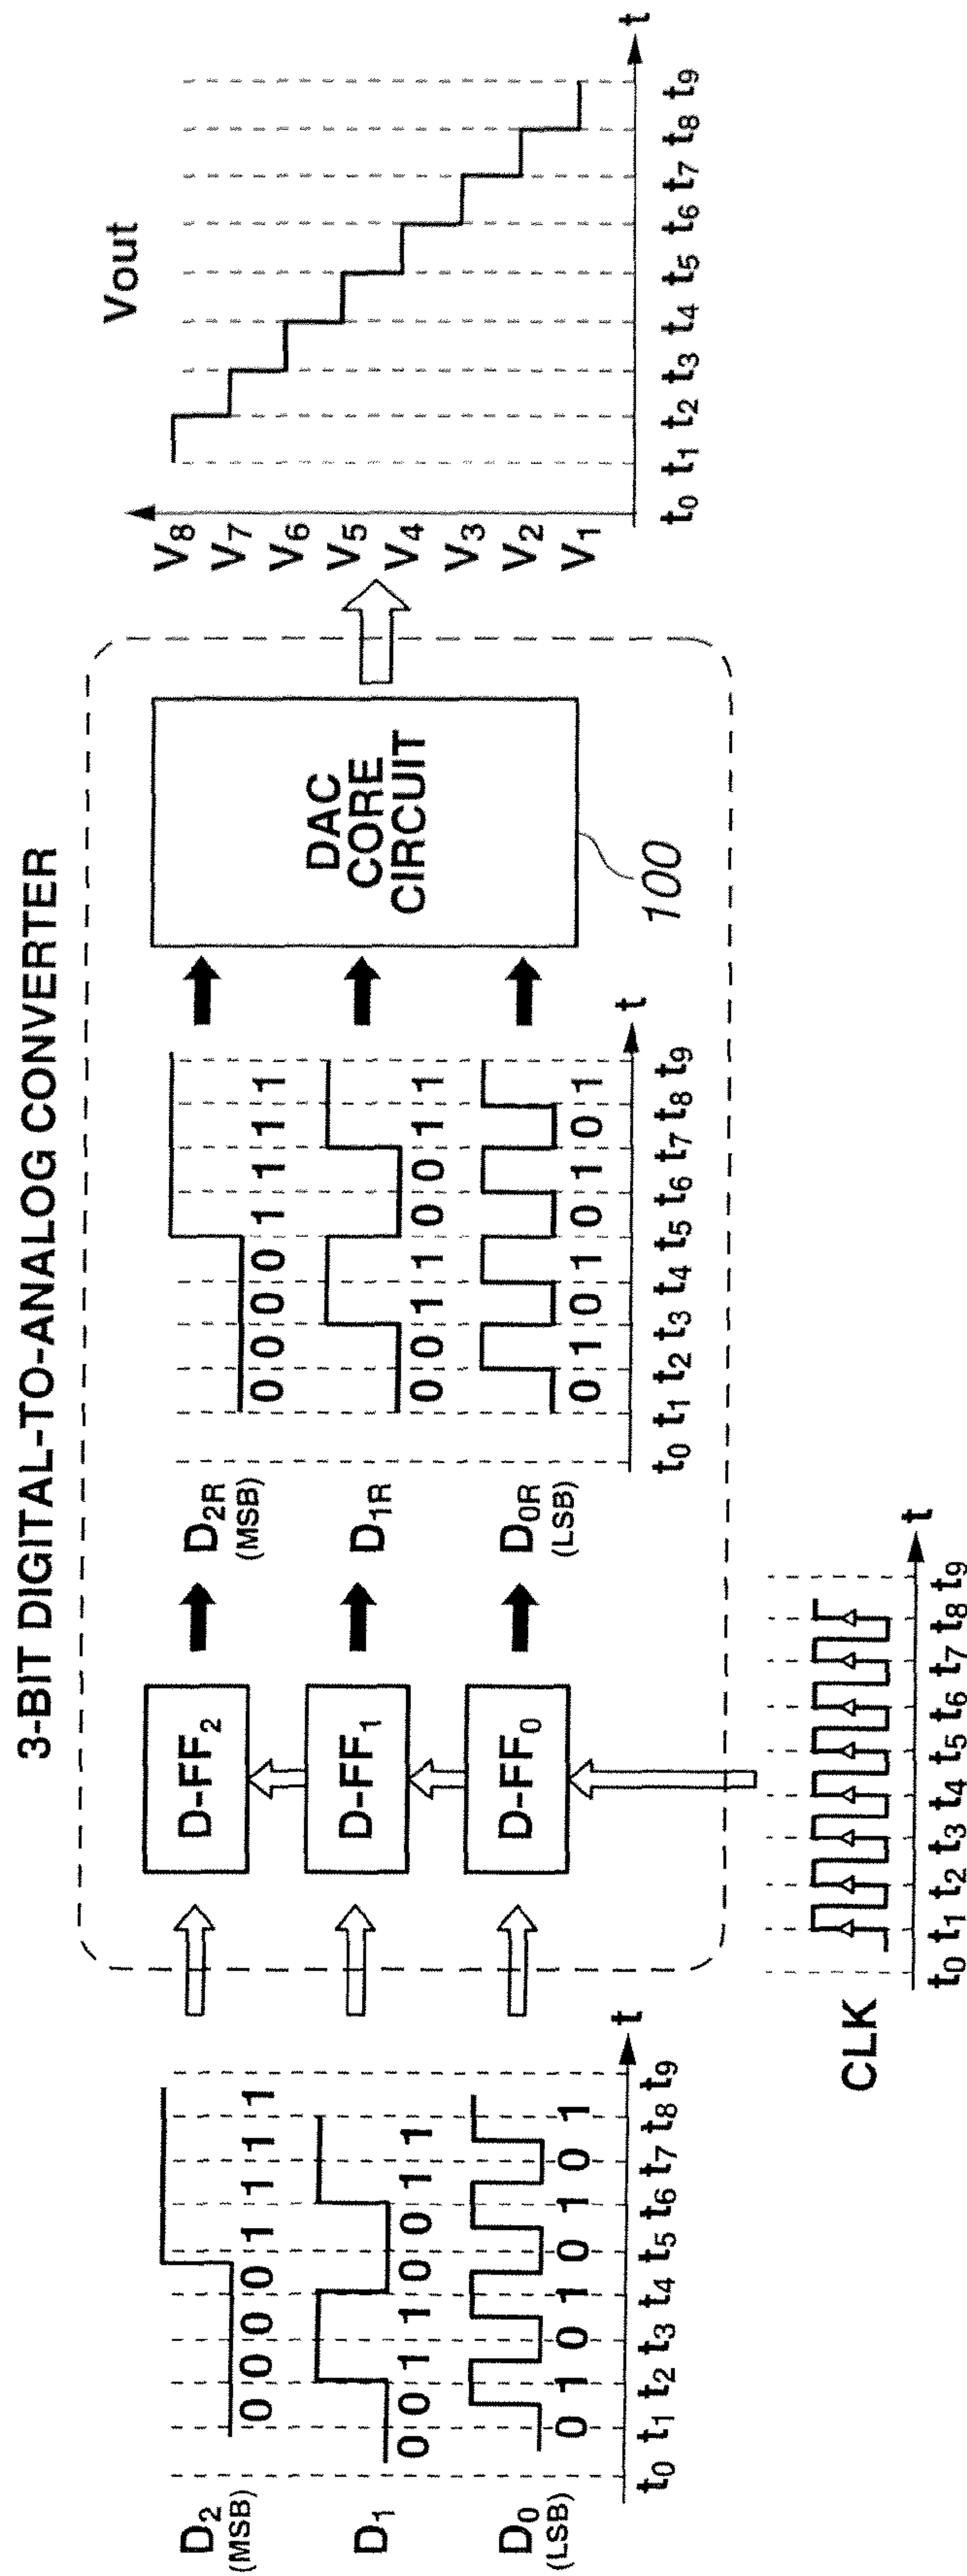 3-BIT DIGITAL-TO-ANALOG CONVERTER
D2
(MSB)
0 0 0 0 1 1 1 1
D1
0 0 1 1 0 0 1 1
D0
(LSB)
0 1 0 1 0 1 0 1
t
t0 t1 t2 t3 t4 t5 t6 t7 t8 t9
D-FF2
D-FF1
D-FF0
CLK
t
t0 t1 t2 t3 t4 t5 t6 t7 t8 t9
D2R
(MSB)
0 0 0 0 1 1 1 1
D1R
0 0 1 1 0 0 1 1
D0R
(LSB)
0 1 0 1 0 1 0 1
t
t0 t1 t2 t3 t4 t5 t6 t7 t8 t9
DAC
CORE
CIRCUIT
100
Vout
V8
V7
V6
V5
V4
V3
V2
V1
t
t0 t1 t2 t3 t4 t5 t6 t7 t8 t9